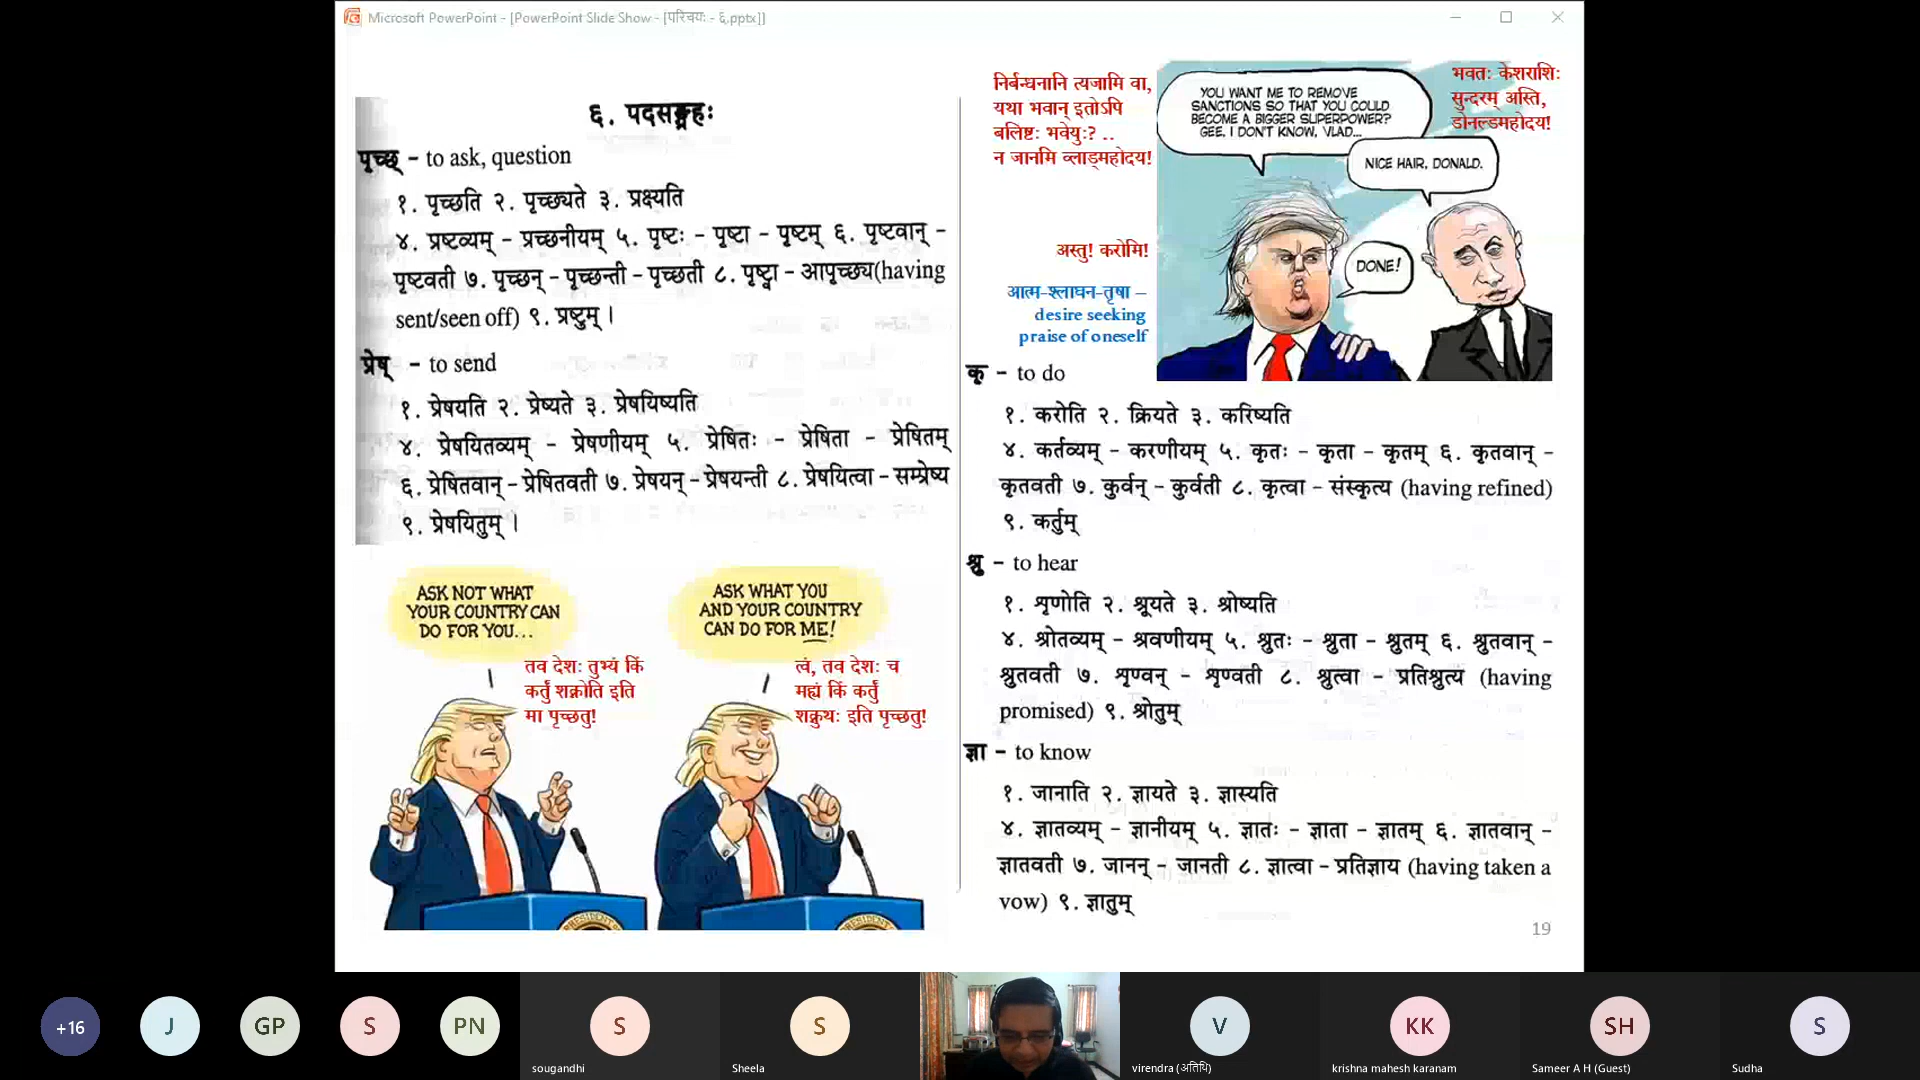 Microsoft PowerPoint - [PowerPoint Slide Show - [परिचयः - ६.pptx]]
६. पदसङ्ग्रहः
पृच्छ् – to ask, question
१. पृच्छति २. पृच्छ्यते ३. प्रक्ष्यति
४. प्रष्टव्यम् – प्रच्छनीयम् ५. पृष्टः – पृष्टा – पृष्टम् ६. पृष्टवान् –
पृष्टवती ७. पृच्छन् – पृच्छन्ती – पृच्छती ८. पृष्ट्वा – आपृच्छ्य(having
sent/seen off) ९. प्रष्टुम् ।
प्रेष् – to send
१. प्रेषयति २. प्रेष्यते ३. प्रेषयिष्यति
४. प्रेषयितव्यम् – प्रेषणीयम् ५. प्रेषितः – प्रेषिता – प्रेषितम्
६. प्रेषितवान् – प्रेषितवती ७. प्रेषयन् – प्रेषयन्ती ८. प्रेषयित्वा – सम्प्रेष्य
९. प्रेषयितुम् ।
ASK NOT WHAT
YOUR COUNTRY CAN
DO FOR YOU...
तव देशः तुभ्यं किं
कर्तुं शक्नोति इति
मा पृच्छतु!
ASK WHAT YOU
AND YOUR COUNTRY
CAN DO FOR ME!
त्वं, तव देशः च
मह्यं किं कर्तुं
शक्नुथः इति पृच्छतु!
निर्बन्धनानि त्यजामि वा,
यथा भवान् इतोऽपि
बलिष्टः भवेयुः? ..
न जानमि व्लाड्महोदय!
YOU WANT ME TO REMOVE
SANCTIONS SO THAT YOU COULD
BECOME A BIGGER SUPERPOWER?
GEE, I DON'T KNOW, VLAD...
भवतः केशराशिः
सुन्दरम् अस्ति,
डोनल्डमहोदय!
NICE HAIR, DONALD.
अस्तु! करोमि!
DONE!
आत्म-श्लाघन-तृषा –
desire seeking
praise of oneself
कृ – to do
१. करोति २. क्रियते ३. करिष्यति
४. कर्तव्यम् – करणीयम् ५. कृतः – कृता – कृतम् ६. कृतवान् –
कृतवती ७. कुर्वन् – कुर्वती ८. कृत्वा – संस्कृत्य (having refined)
९. कर्तुम्
श्रु – to hear
१. शृणोति २. श्रूयते ३. श्रोष्यति
४. श्रोतव्यम् – श्रवणीयम् ५. श्रुतः – श्रुता – श्रुतम् ६. श्रुतवान् –
श्रुतवती ७. शृण्वन् – शृण्वती ८. श्रुत्वा – प्रतिश्रुत्य (having
promised) ९. श्रोतुम्
ज्ञा – to know
१. जानाति २. ज्ञायते ३. ज्ञास्यति
४. ज्ञातव्यम् – ज्ञानीयम् ५. ज्ञातः – ज्ञाता – ज्ञातम् ६. ज्ञातवान् –
ज्ञातवती ७. जानन् – जानती ८. ज्ञात्वा – प्रतिज्ञाय (having taken a
vow) ९. ज्ञातुम्
19
+16 J GP S PN S S V KK SH S
sougandhi Sheela virendra (अतिथि) krishna mahesh karanam Sameer A H (Guest) Sudha